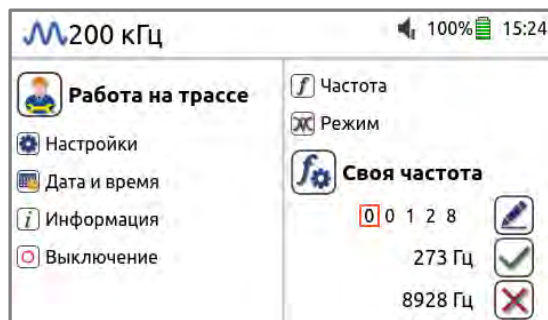 200 кГц 100% 15:24
Работа на трассе
Настройки
Дата и время
i Информация
Выключение
f Частота
Режим
f Своя частота
0 0 1 2 8
273 Гц
8928 Гц